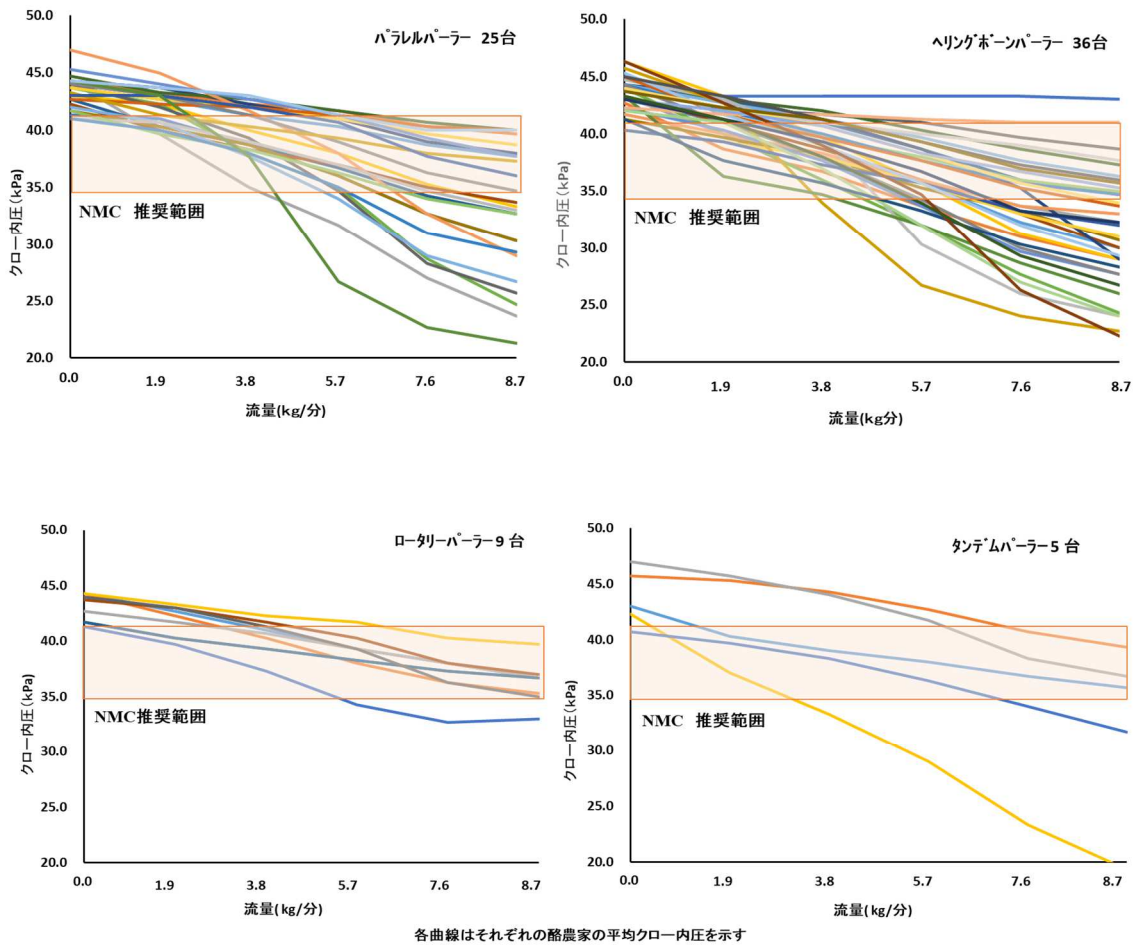 パラレルパーラー 25台
50.0
45.0
40.0
35.0
30.0
25.0
20.0
クロー内圧(kPa)
NMC 推奨範囲
0.0 1.9 3.8 5.7 7.6 8.7
流量(kg/分)
ヘリングボーンパーラー 36台
50.0
45.0
40.0
35.0
30.0
25.0
20.0
クロー内圧(kPa)
NMC 推奨範囲
0.0 1.9 3.8 5.7 7.6 8.7
流量(kg分)
ロータリーパーラー9 台
50.0
45.0
40.0
35.0
30.0
25.0
20.0
クロー内圧(kPa)
NMC推奨範囲
0.0 1.9 3.8 5.7 7.6 8.7
流量(kg/分)
タンデムパーラー5 台
50.0
45.0
40.0
35.0
30.0
25.0
20.0
クロー内圧(kPa)
NMC 推奨範囲
0.0 1.9 3.8 5.7 7.6 8.7
流量(kg/分)
各曲線はそれぞれの酪農家の平均クロー内圧を示す